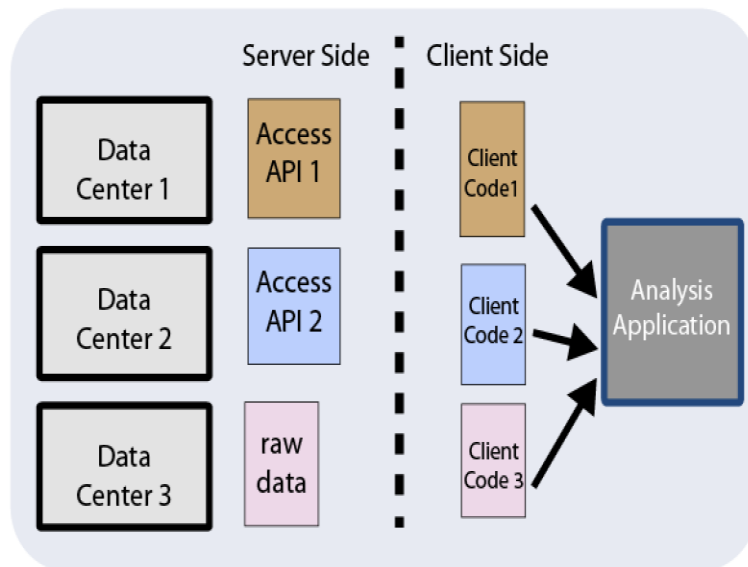 Server Side
Client Side
Data
Center 1
Access
API 1
Client
Code1
Data
Center 2
Access
API 2
Client
Code 2
Analysis
Application
Data
Center 3
raw
data
Client
Code 3